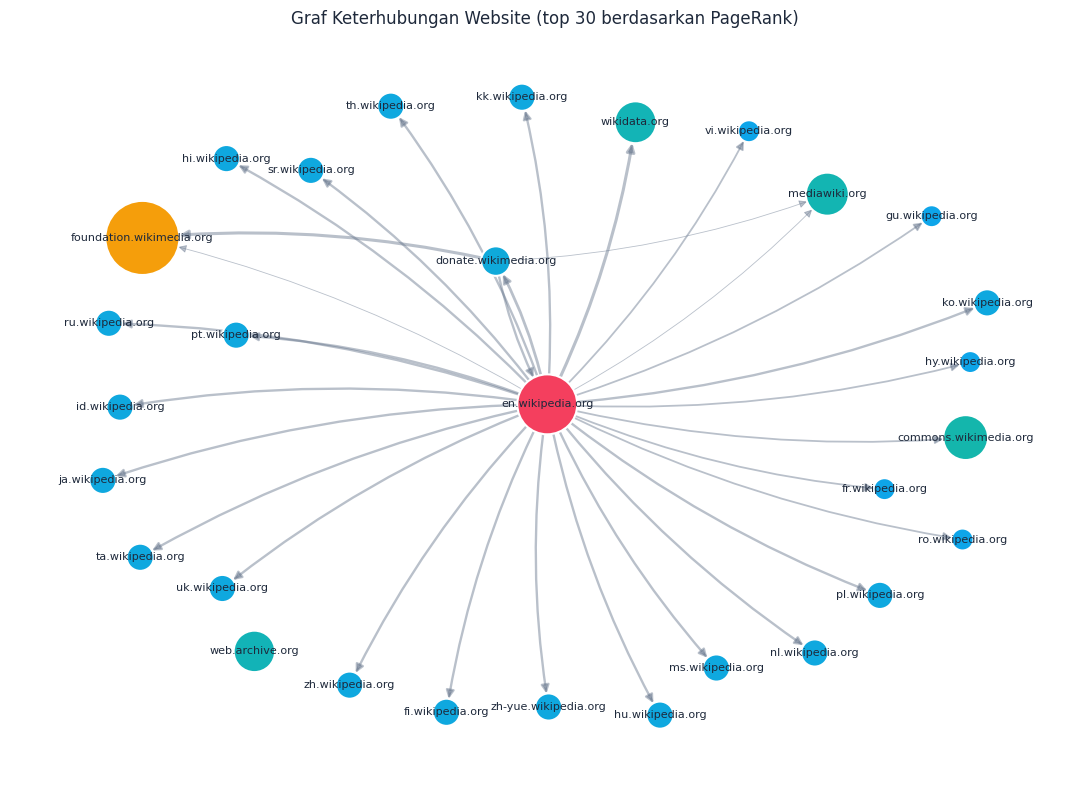 Graf Keterhubungan Website (top 30 berdasarkan PageRank)
kk.wikipedia.org
th.wikipedia.org
wikidata.org
vi.wikipedia.org
hi.wikipedia.org
sr.wikipedia.org
mediawiki.org
gu.wikipedia.org
foundation.wikimedia.org
donate.wikimedia.org
ko.wikipedia.org
ru.wikipedia.org
pt.wikipedia.org
hy.wikipedia.org
en.wikipedia.org
id.wikipedia.org
commons.wikimedia.org
ja.wikipedia.org
fr.wikipedia.org
ro.wikipedia.org
ta.wikipedia.org
uk.wikipedia.org
pl.wikipedia.org
web.archive.org
nl.wikipedia.org
ms.wikipedia.org
zh.wikipedia.org
zh-yue.wikipedia.org
fi.wikipedia.org
hu.wikipedia.org